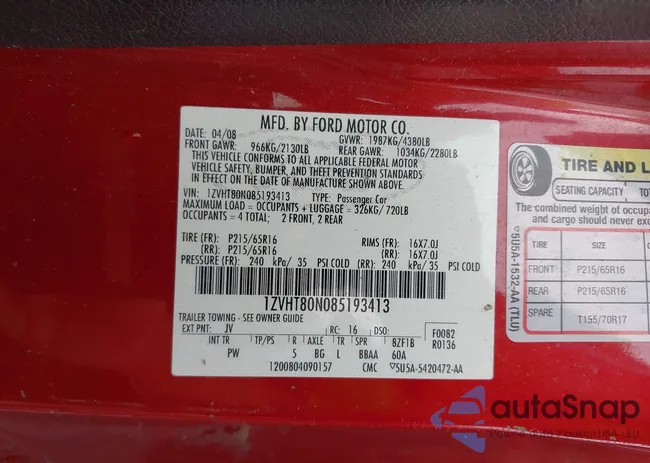 MFD. BY FORD MOTOR CO.
DATE: 04/08 GVWR: 1987KG/4380LB
FRONT GAWR: 966KG/2130LB REAR GAWR: 1034KG/2280LB
THIS VEHICLE CONFORMS TO ALL APPLICABLE FEDERAL MOTOR
VEHICLE SAFETY, BUMPER, AND THEFT PREVENTION STANDARDS
IN EFFECT ON THE DATE OF MANUFACTURE SHOWN ABOVE.
VIN: 1ZVHT80N085193413 TYPE: Passenger Car
MAXIMUM LOAD = OCCUPANTS + LUGGAGE = 326KG/720LB
OCCUPANTS = 4 TOTAL; 2 FRONT, 2 REAR
TIRE (FR): P215/65R16 RIMS (FR): 16X7.0J
(RR): P215/65R16 (RR): 16X7.0J
PRESSURE (FR): 240 kPa/ 35 PSI COLD (RR): 240 kPa/ 35 PSI COLD
1ZVHT80N085193413
TRAILER TOWING - SEE OWNER GUIDE
EXT PNT: JV RC: 16 DSO: F0082
INT TR TP/PS R AXLE TR SPR 8ZF1B R0136
PW 5 BG L BBAA 60A
1200804090157 CMC 5U5A-5420472-AA
TIRE AND L
SEATING CAPACITY TO
The combined weight of occupa
and cargo should never exc
TIRE SIZE
FRONT P215/65R16
REAR P215/65R16
SPARE T155/70R17
5U5A-1532-AA (TLU)
autoSnap